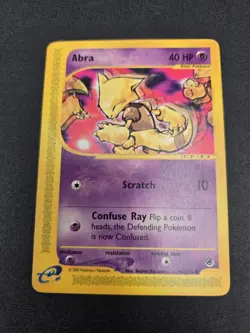 Abra 40 HP
Basic Pokémon
Scratch 10
Confuse Ray Flip a coin. If
heads, the Defending Pokémon
is now Confused.
weakness resistance retreat cost
e